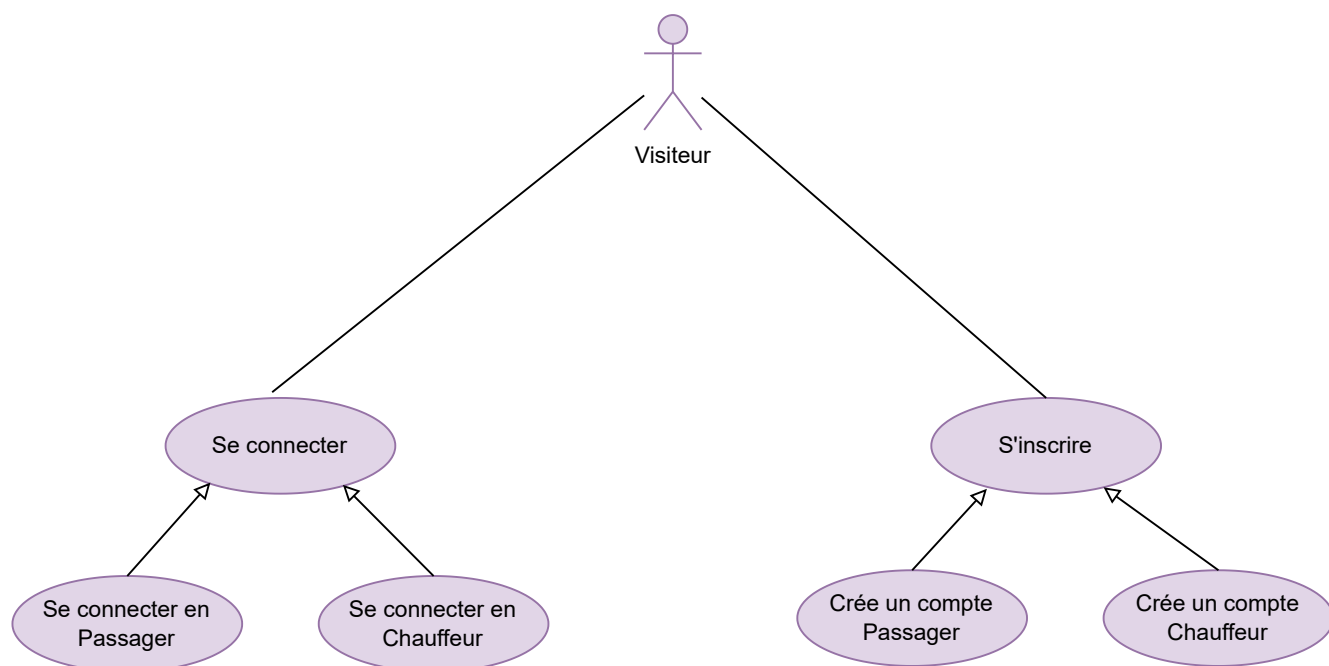 Visiteur
Se connecter
S'inscrire
Se connecter en
Passager
Se connecter en
Chauffeur
Crée un compte
Passager
Crée un compte
Chauffeur